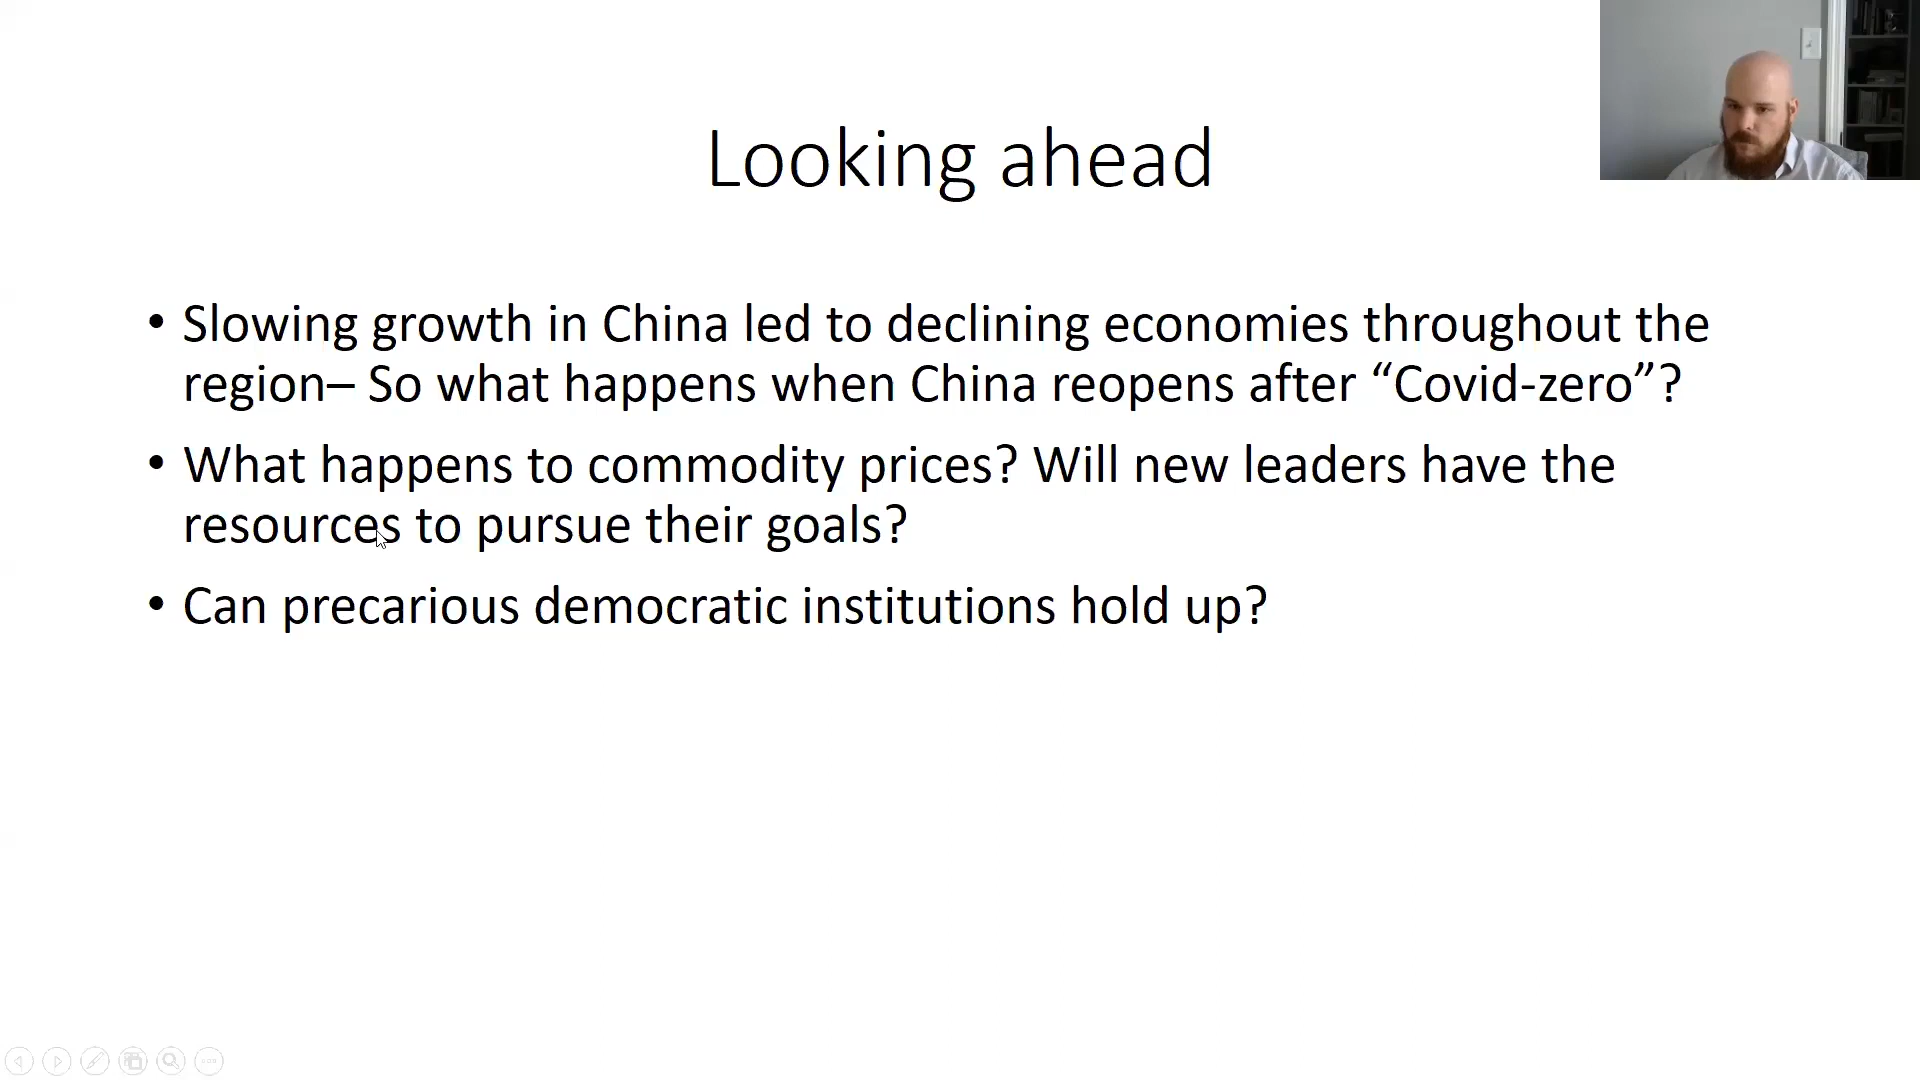 Looking ahead
• Slowing growth in China led to declining economies throughout the
region– So what happens when China reopens after “Covid-zero”?
• What happens to commodity prices? Will new leaders have the
resources to pursue their goals?
• Can precarious democratic institutions hold up?